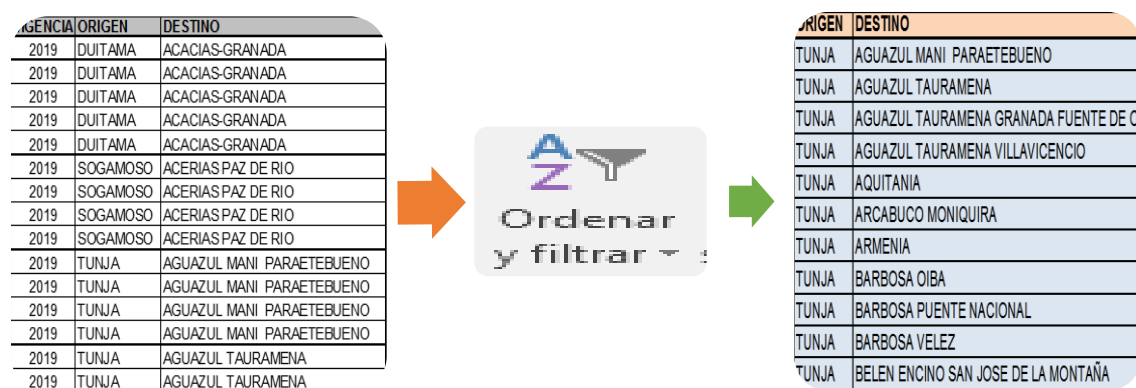 IGENCIA ORIGEN DESTINO
2019 DUITAMA ACACIAS-GRANADA
2019 DUITAMA ACACIAS-GRANADA
2019 DUITAMA ACACIAS-GRANADA
2019 DUITAMA ACACIAS-GRANADA
2019 DUITAMA ACACIAS-GRANADA
2019 SOGAMOSO ACERIAS PAZ DE RIO
2019 SOGAMOSO ACERIAS PAZ DE RIO
2019 SOGAMOSO ACERIAS PAZ DE RIO
2019 SOGAMOSO ACERIAS PAZ DE RIO
2019 TUNJA AGUAZUL MANI PARAETEBUENO
2019 TUNJA AGUAZUL MANI PARAETEBUENO
2019 TUNJA AGUAZUL MANI PARAETEBUENO
2019 TUNJA AGUAZUL MANI PARAETEBUENO
2019 TUNJA AGUAZUL TAURAMENA
2019 TUNJA AGUAZUL TAURAMENA
A
Z
Ordenar
y filtrar
ORIGEN DESTINO
TUNJA AGUAZUL MANI PARAETEBUENO
TUNJA AGUAZUL TAURAMENA
TUNJA AGUAZUL TAURAMENA GRANADA FUENTE DE
TUNJA AGUAZUL TAURAMENA VILLAVICENCIO
TUNJA AQUITANIA
TUNJA ARCABUCO MONIQUIRA
TUNJA ARMENIA
TUNJA BARBOSA OIBA
TUNJA BARBOSA PUENTE NACIONAL
TUNJA BARBOSA VELEZ
TUNJA BELEN ENCINO SAN JOSE DE LA MONTAÑA